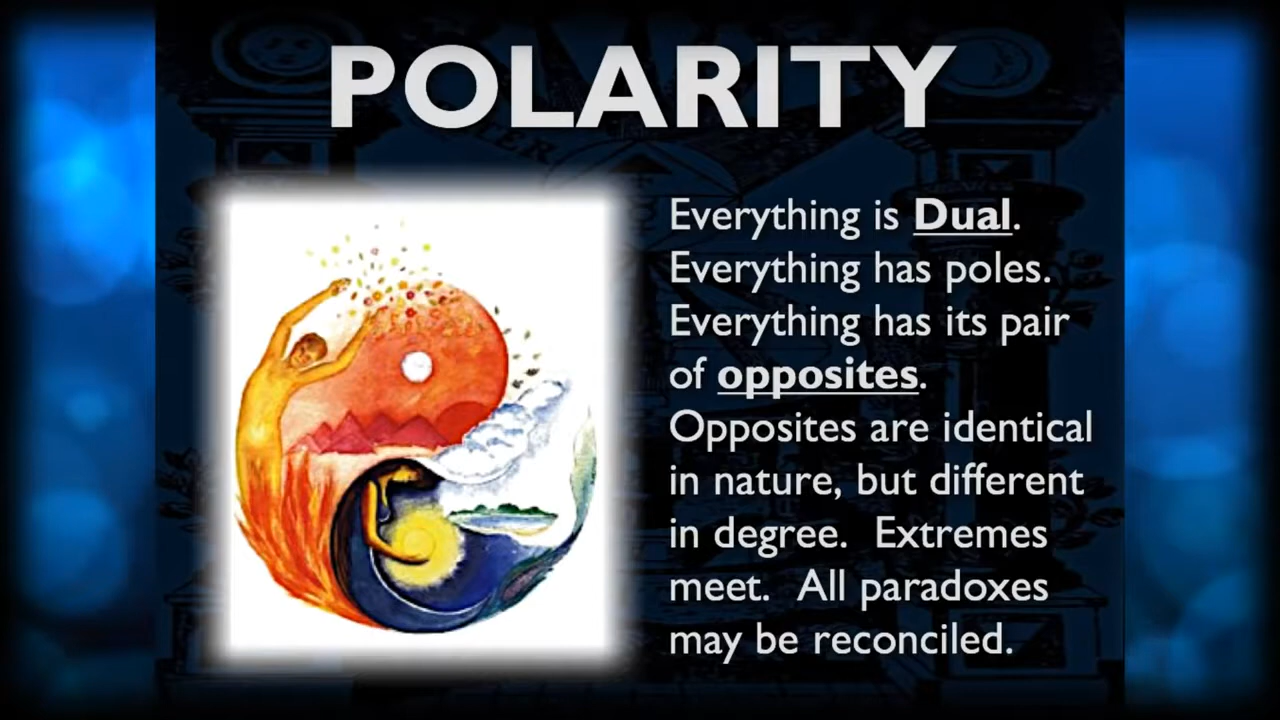 POLARITY
Everything is Dual.
Everything has poles.
Everything has its pair
of opposites.
Opposites are identical
in nature, but different
in degree. Extremes
meet. All paradoxes
may be reconciled.